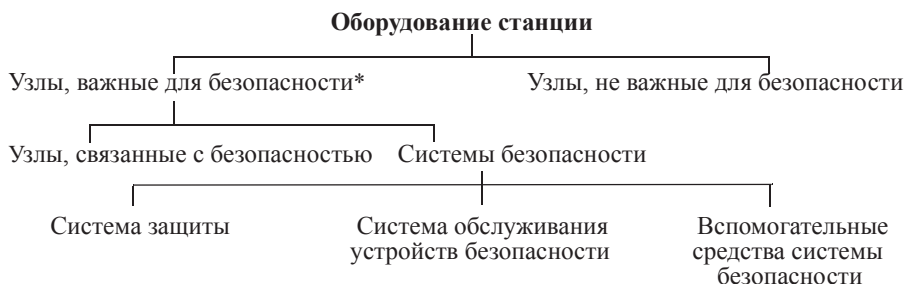 Оборудование станции
Узлы, важные для безопасности*
Узлы, не важные для безопасности
Узлы, связанные с безопасностью
Системы безопасности
Система защиты
Система обслуживания
устройств безопасности
Вспомогательные
средства системы
безопасности